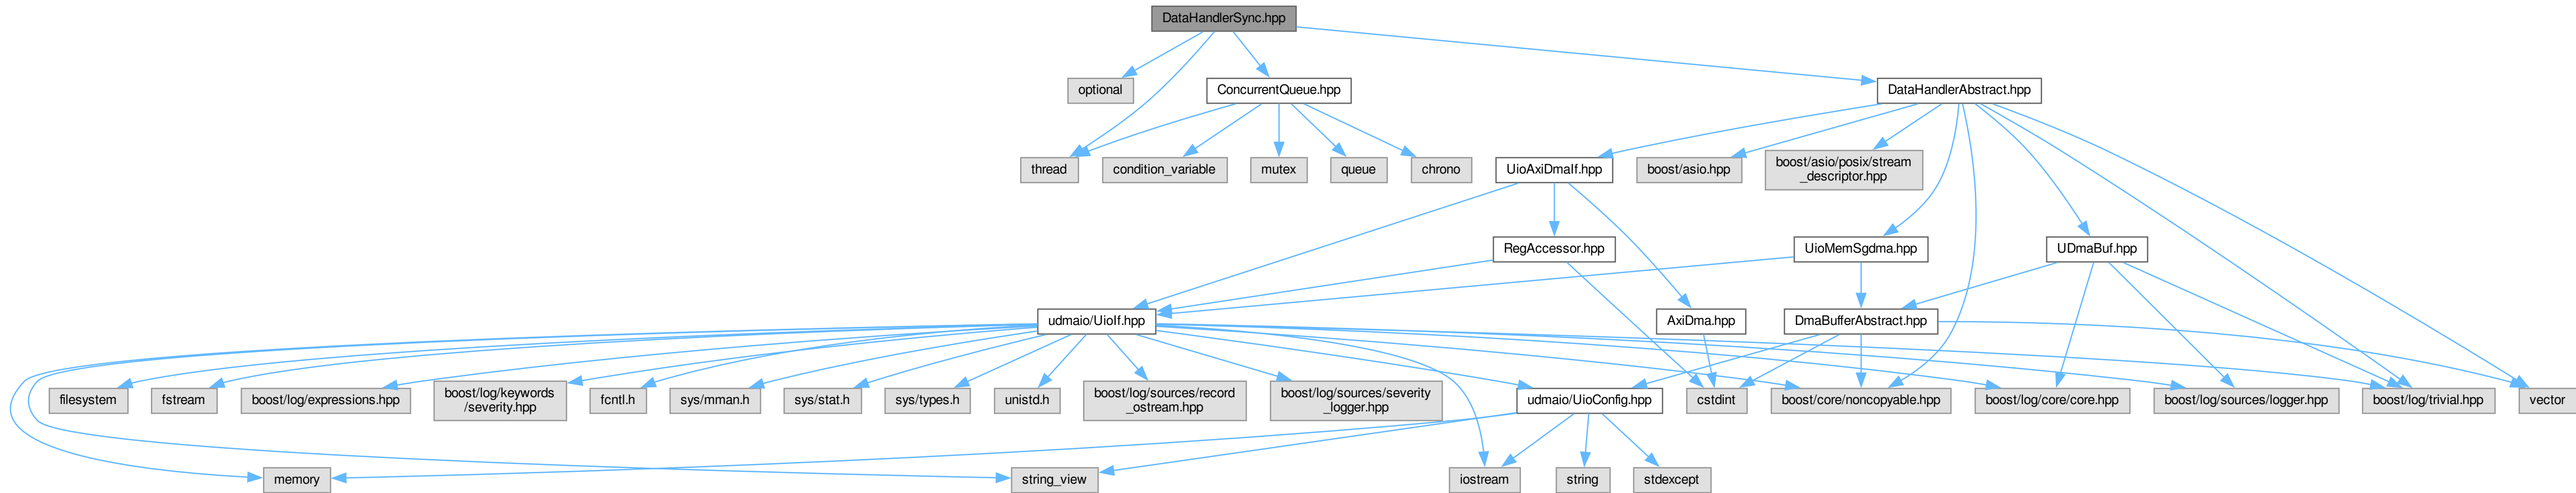 DataHandlerSync.hpp
optional
ConcurrentQueue.hpp
DataHandlerAbstract.hpp
thread
condition_variable
mutex
queue
chrono
UioAxiDmaIf.hpp
boost/asio.hpp
boost/asio/posix/stream
_descriptor.hpp
RegAccessor.hpp
UioMemSgdma.hpp
UDmaBuf.hpp
udmaio/UioIf.hpp
AxiDma.hpp
DmaBufferAbstract.hpp
filesystem
fstream
boost/log/expressions.hpp
boost/log/keywords
/severity.hpp
fcntl.h
sys/mman.h
sys/stat.h
sys/types.h
unistd.h
boost/log/sources/record
_ostream.hpp
boost/log/sources/severity
_logger.hpp
udmaio/UioConfig.hpp
cstdint
boost/core/noncopyable.hpp
boost/log/core/core.hpp
boost/log/sources/logger.hpp
boost/log/trivial.hpp
vector
memory
string_view
iostream
string
stdexcept